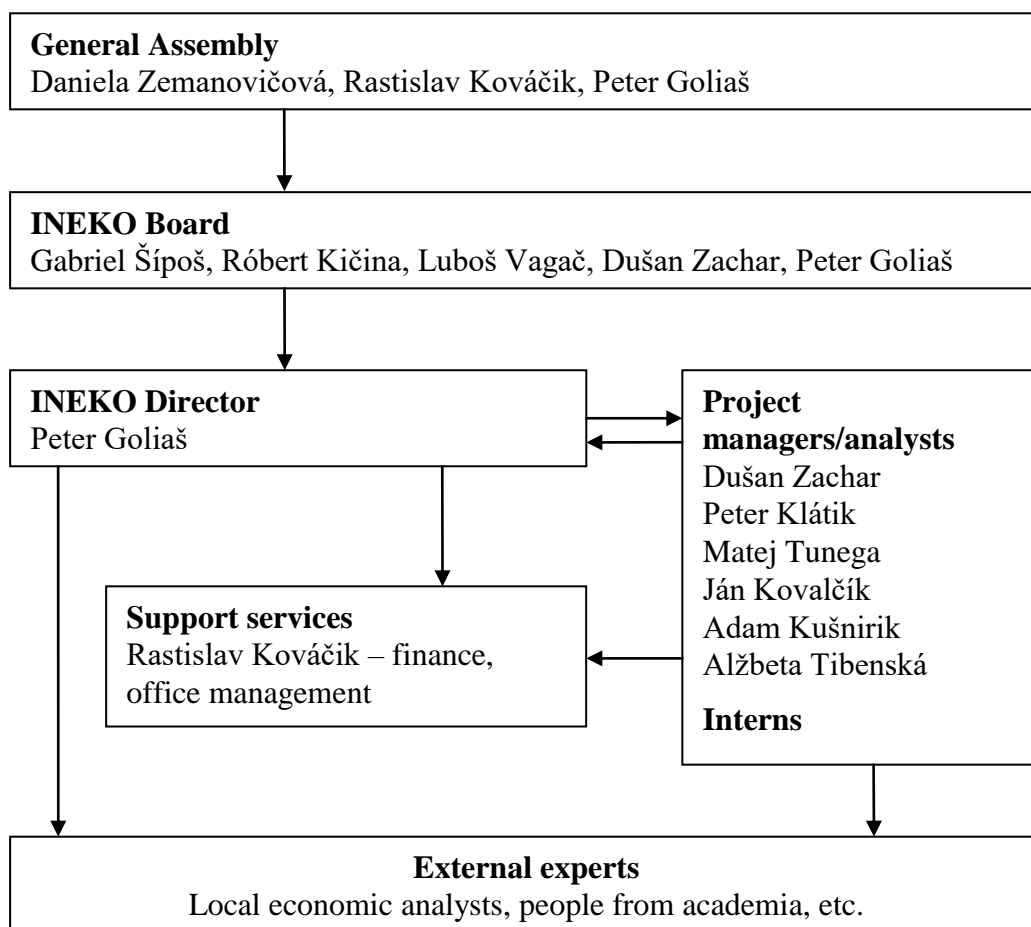 General Assembly
Daniela Zemanovičová, Rastislav Kováčik, Peter Goliaš
INEKO Board
Gabriel Šípoš, Róbert Kičina, Luboš Vagač, Dušan Zachar, Peter Goliaš
INEKO Director
Peter Goliaš
Project
managers/analysts
Dušan Zachar
Peter Klátik
Matej Tunega
Ján Kovalčík
Adam Kušnirik
Alžbeta Tibenská
Interns
Support services
Rastislav Kováčik – finance,
office management
External experts
Local economic analysts, people from academia, etc.